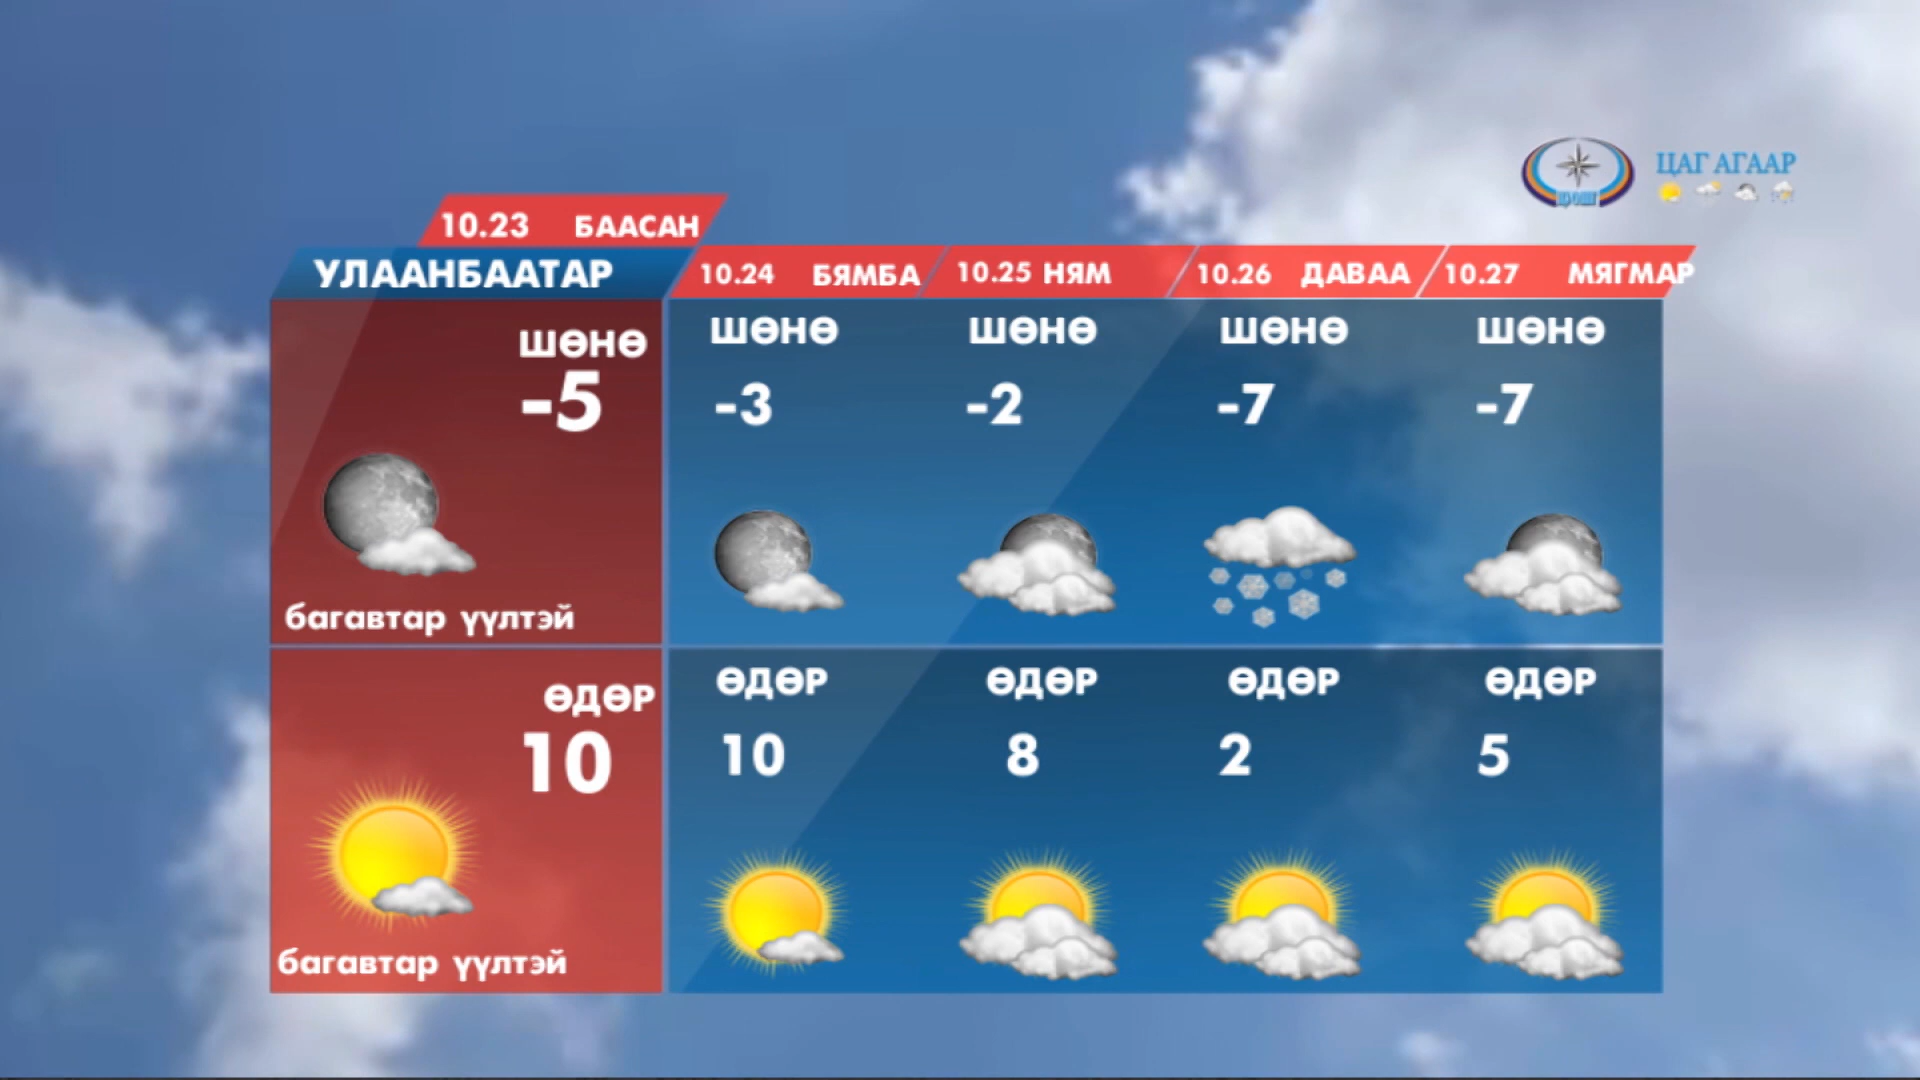 ЦАГ АГААР
10.23 БААСАН
УЛААНБААТАР
10.24 БЯМБА
10.25 НЯМ
10.26 ДАВАА
10.27 МЯГМАР
ШӨНӨ
-5
багавтар үүлтэй
ШӨНӨ
-3
ШӨНӨ
-2
ШӨНӨ
-7
ШӨНӨ
-7
ӨДӨР
10
багавтар үүлтэй
ӨДӨР
10
ӨДӨР
8
ӨДӨР
2
ӨДӨР
5